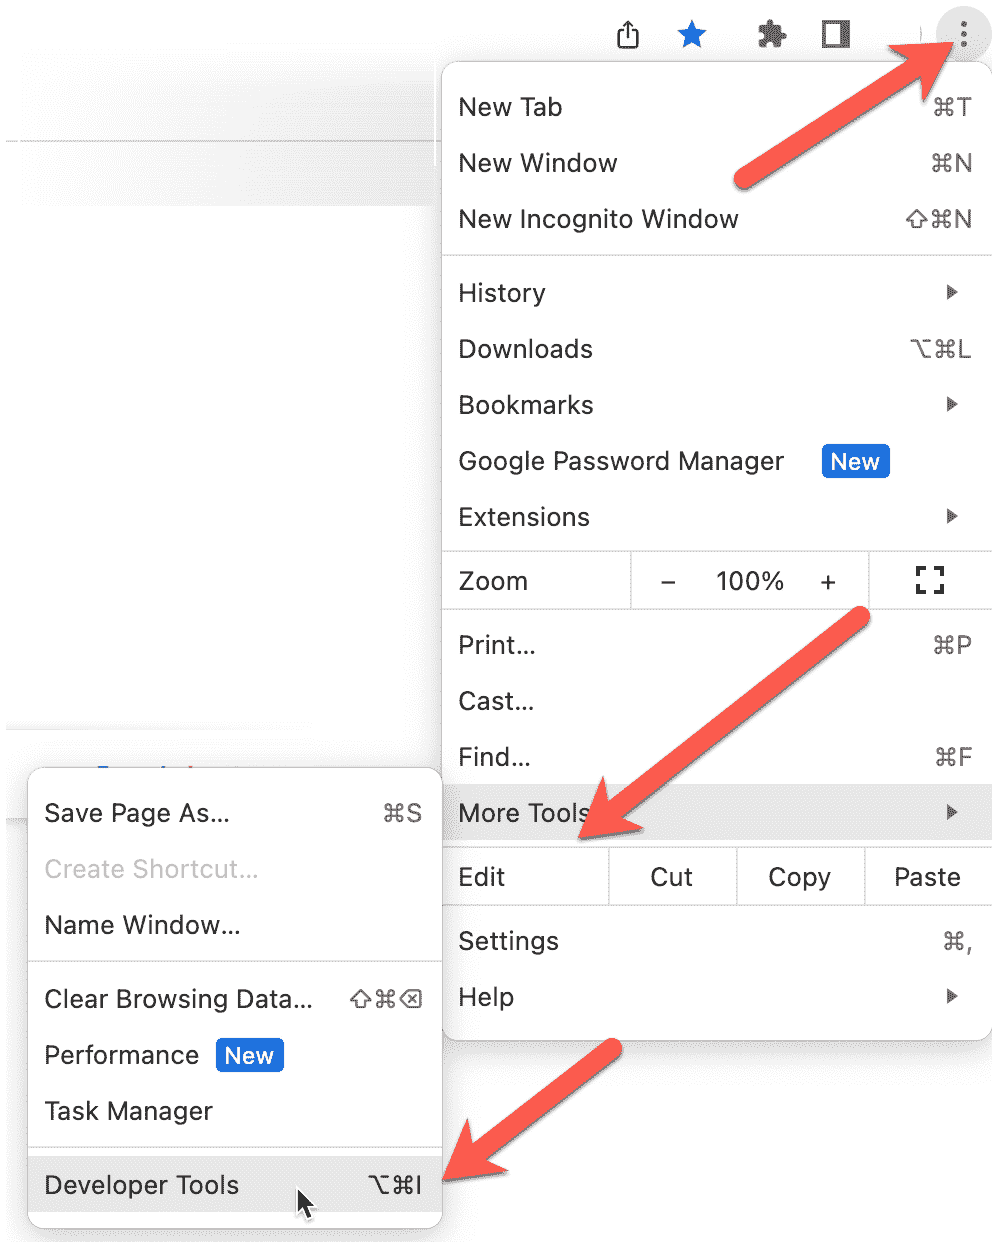 New Tab ⌘T
New Window ⌘N
New Incognito Window ⇧⌘N
History
Downloads ⌥⌘L
Bookmarks
Google Password Manager New
Extensions
Zoom − 100% +
Print... ⌘P
Cast...
Find... ⌘F
More Tools
Edit Cut Copy Paste
Settings ⌘,
Help
Save Page As... ⌘S
Create Shortcut...
Name Window...
Clear Browsing Data... ⇧⌘⌫
Performance New
Task Manager
Developer Tools ⌥⌘I